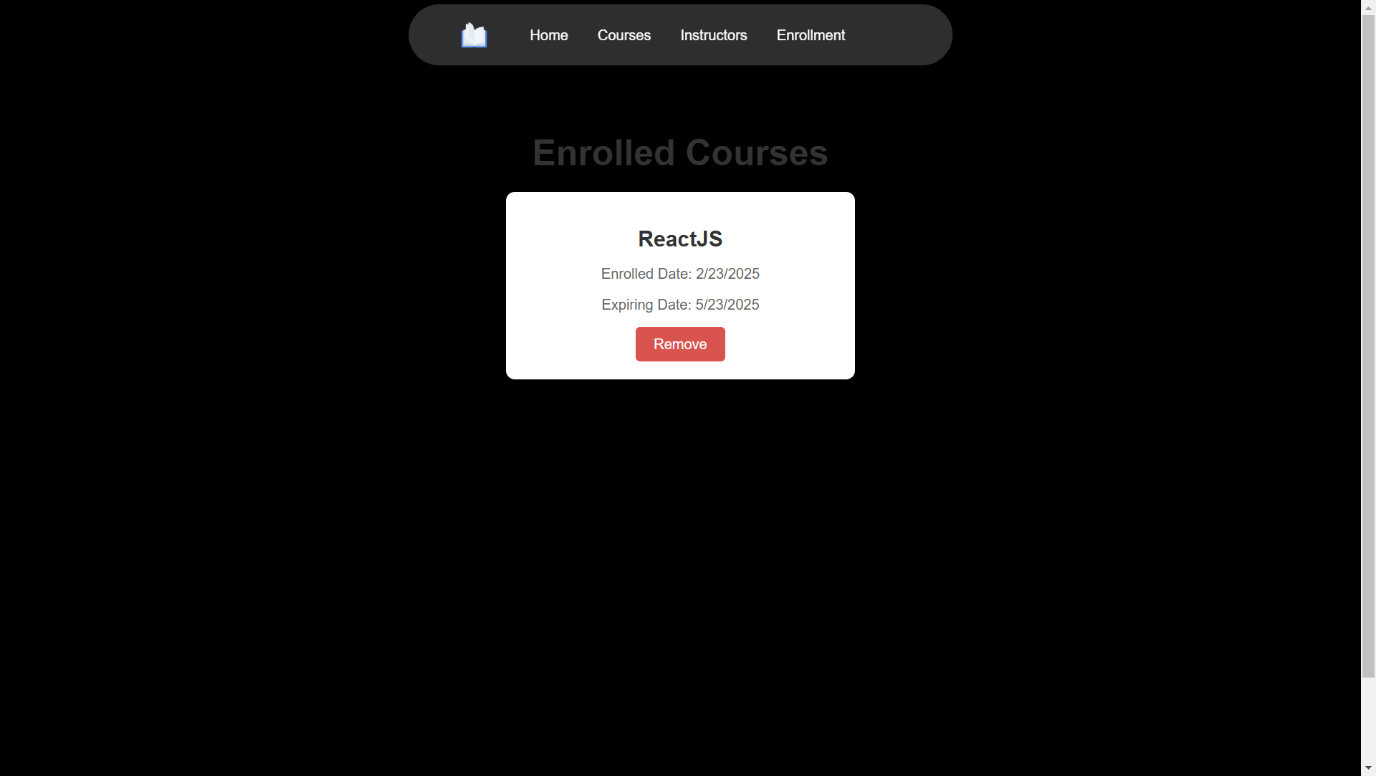 Home Courses Instructors Enrollment
Enrolled Courses
ReactJS
Enrolled Date: 2/23/2025
Expiring Date: 5/23/2025
Remove